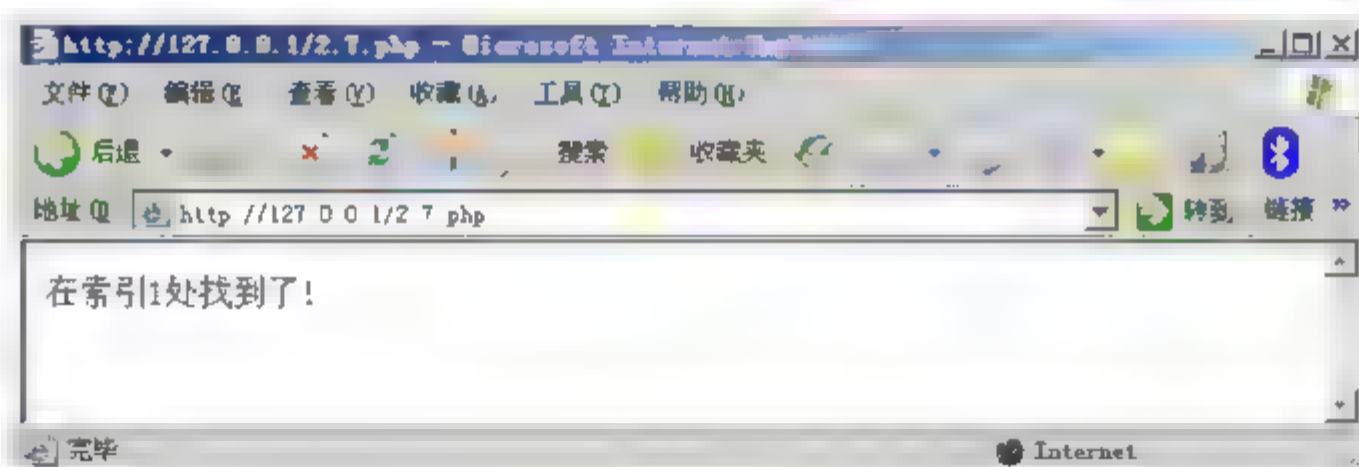 http://127.0.0.1/2.7.php - Microsoft Internet
文件(F) 编辑(E 查看(V) 收藏(A, 工具(T) 帮助(H)
后退 搜索 收藏夹
地址(D http //127 0 0 1/2 7 php 转到 链接 »
在索引1处找到了!
完毕 Internet